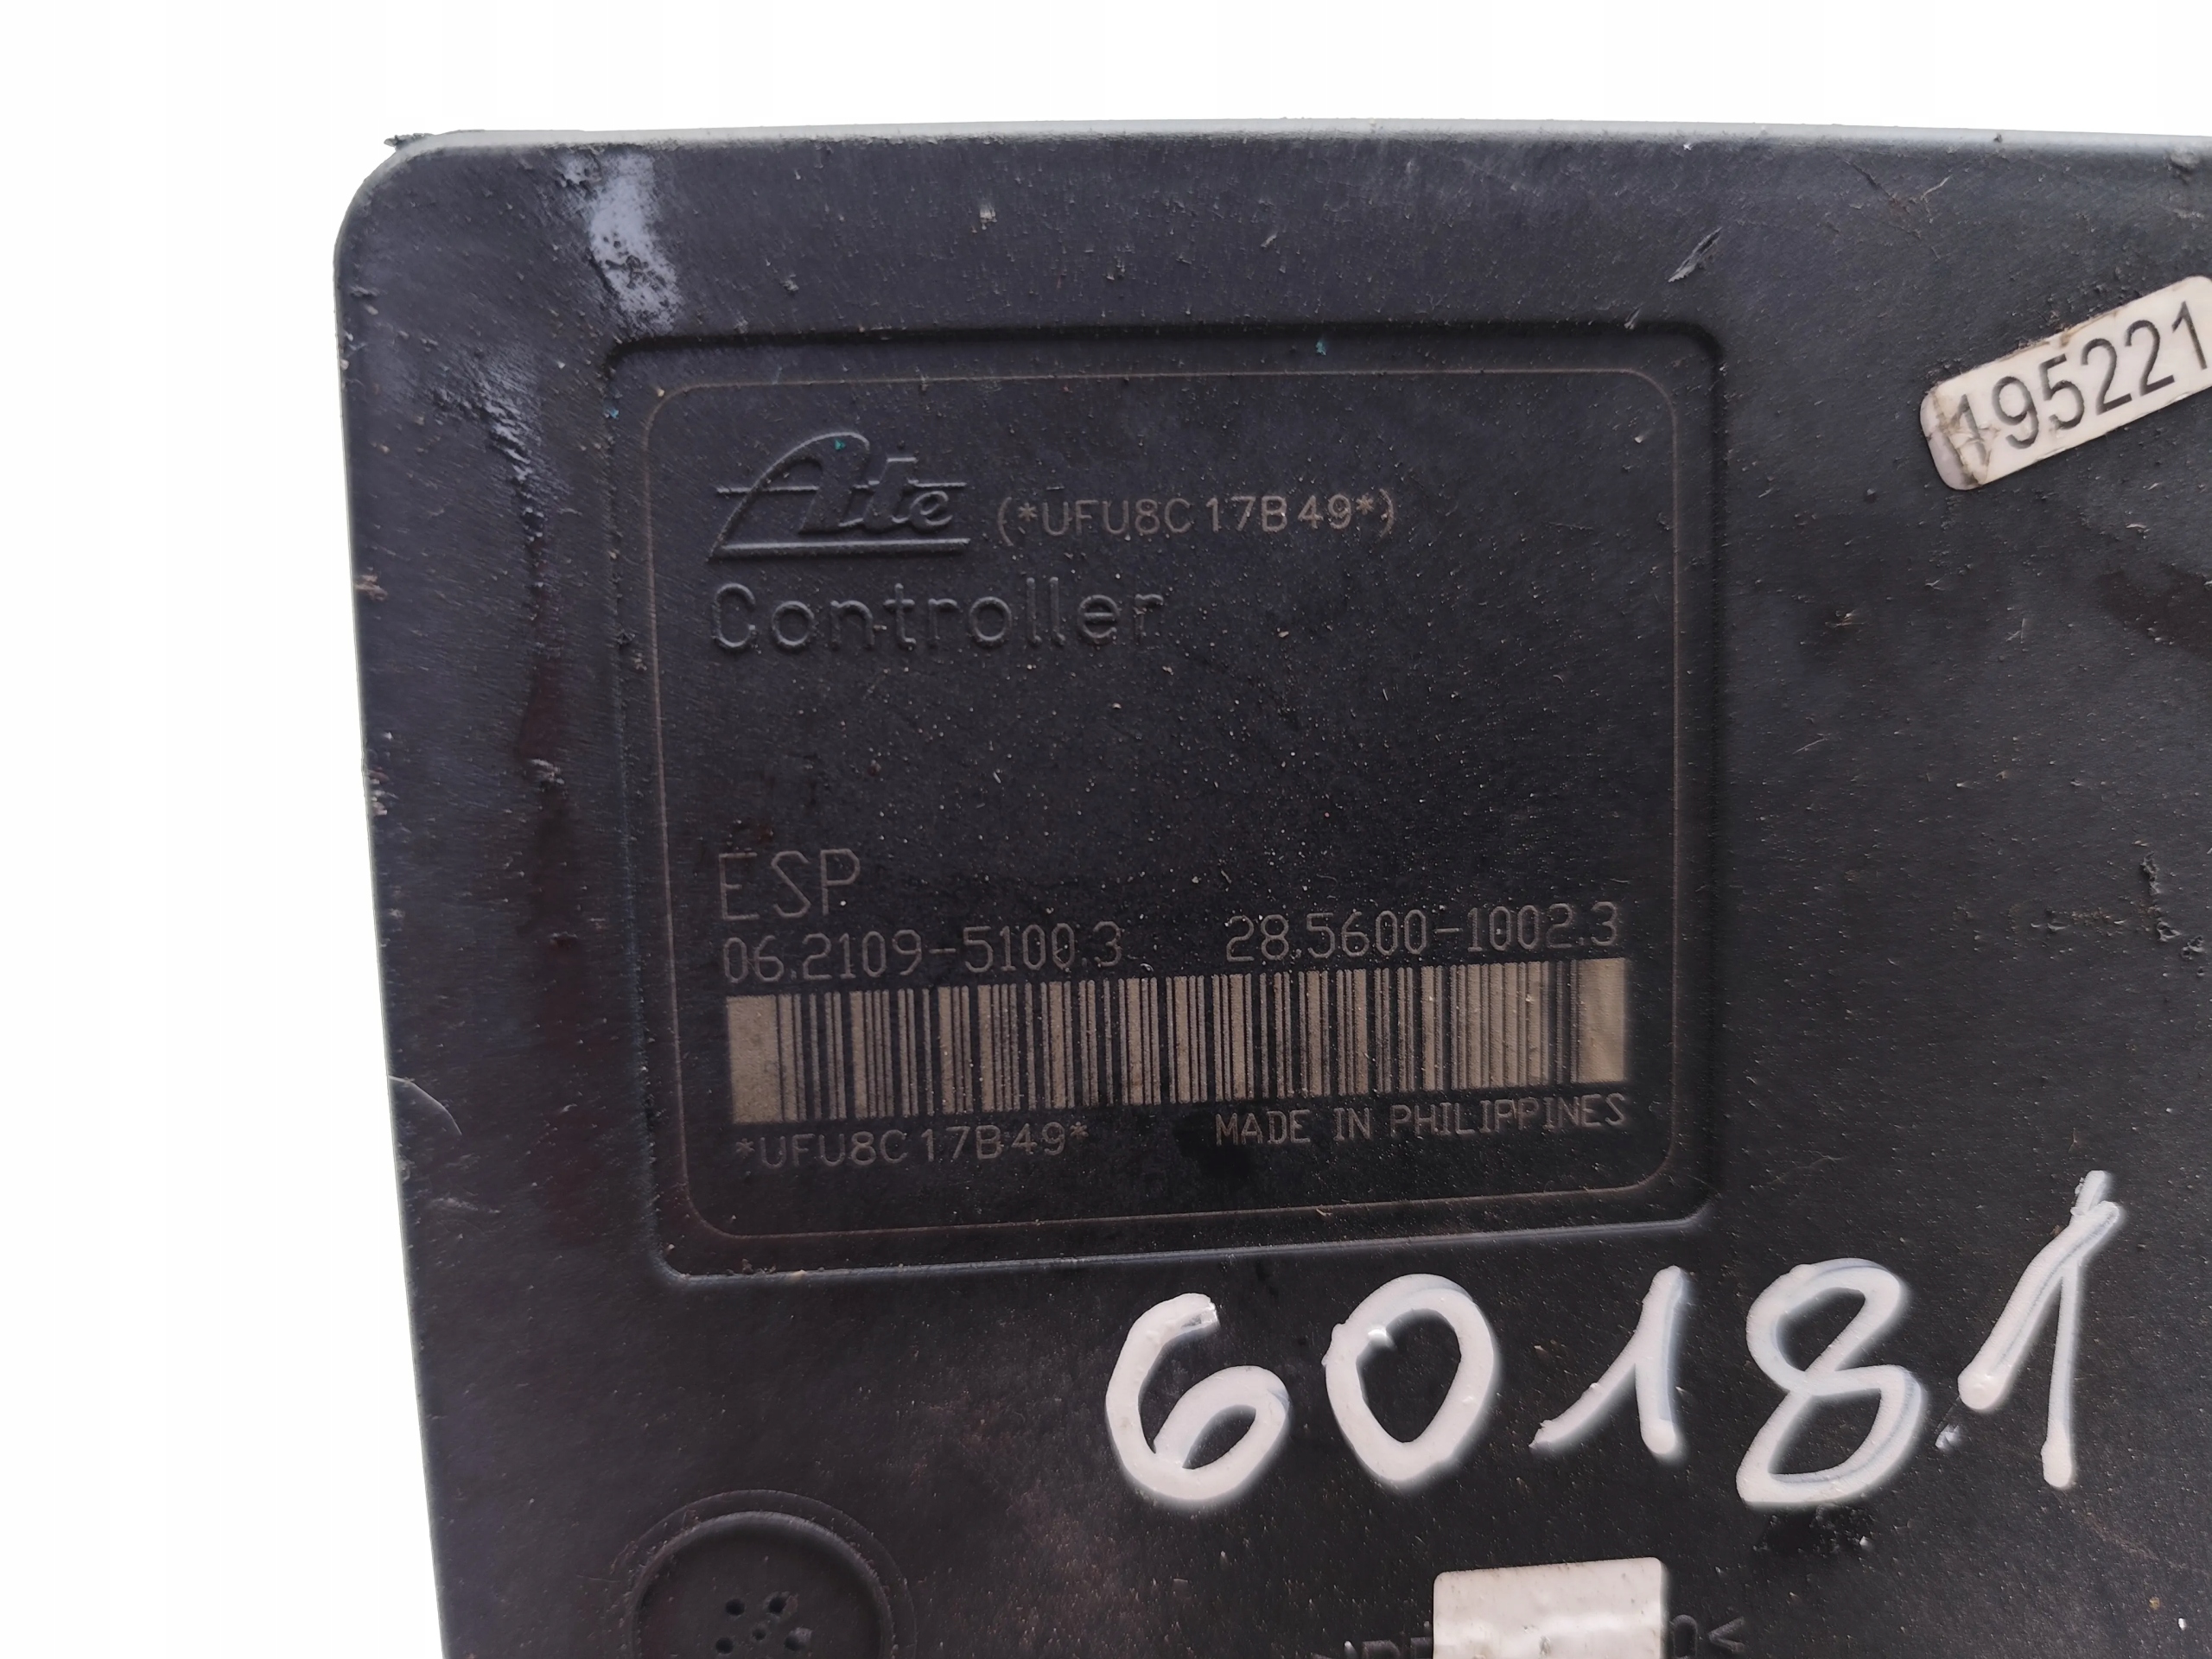 195221
Ate (*UFU8C17B49*)
Controller
ESP
06.2109-5100.3 28.5600-1002.3
*UFU8C17B49* MADE IN PHILIPPINES
60181